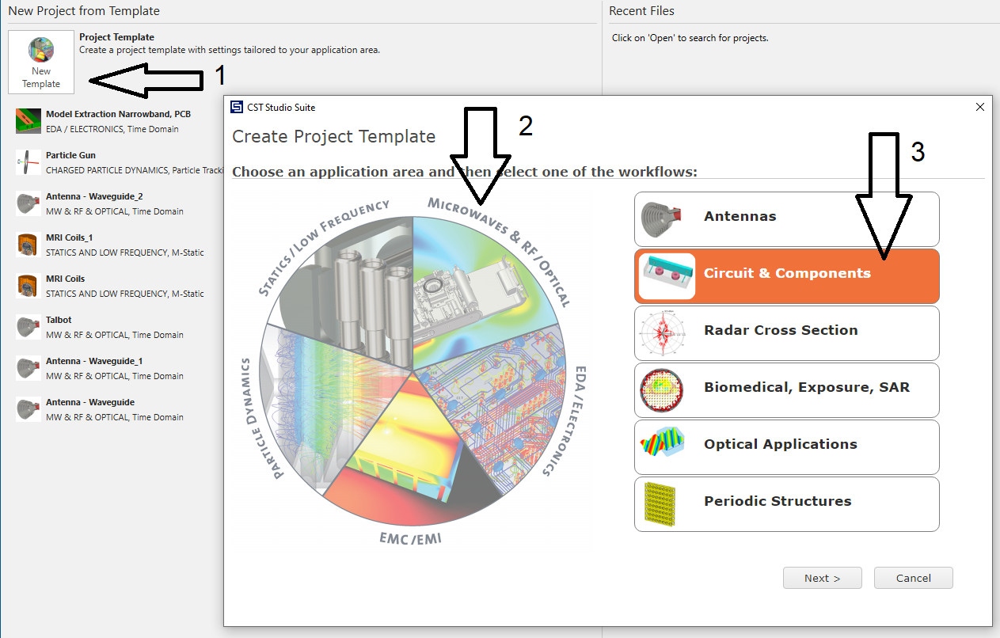 New Project from Template
Recent Files
Project Template
Create a project template with settings tailored to your application area.
New
Template
Click on 'Open' to search for projects.
1
Model Extraction Narrowband, PCB
EDA / ELECTRONICS, Time Domain
Particle Gun
CHARGED PARTICLE DYNAMICS, Particle Tracki
Antenna - Waveguide_2
MW & RF & OPTICAL, Time Domain
MRI Coils_1
STATICS AND LOW FREQUENCY, M-Static
MRI Coils
STATICS AND LOW FREQUENCY, M-Static
Talbot
MW & RF & OPTICAL, Time Domain
Antenna - Waveguide_1
MW & RF & OPTICAL, Time Domain
Antenna - Waveguide
MW & RF & OPTICAL, Time Domain
CST Studio Suite
Create Project Template
2
3
Choose an application area and then select one of the workflows:
STATICS / LOW FREQUENCY
MICROWAVES & RF / OPTICAL
EDA / ELECTRONICS
EMC / EMI
PARTICLE DYNAMICS
Antennas
Circuit & Components
Radar Cross Section
Biomedical, Exposure, SAR
Optical Applications
Periodic Structures
Next >
Cancel